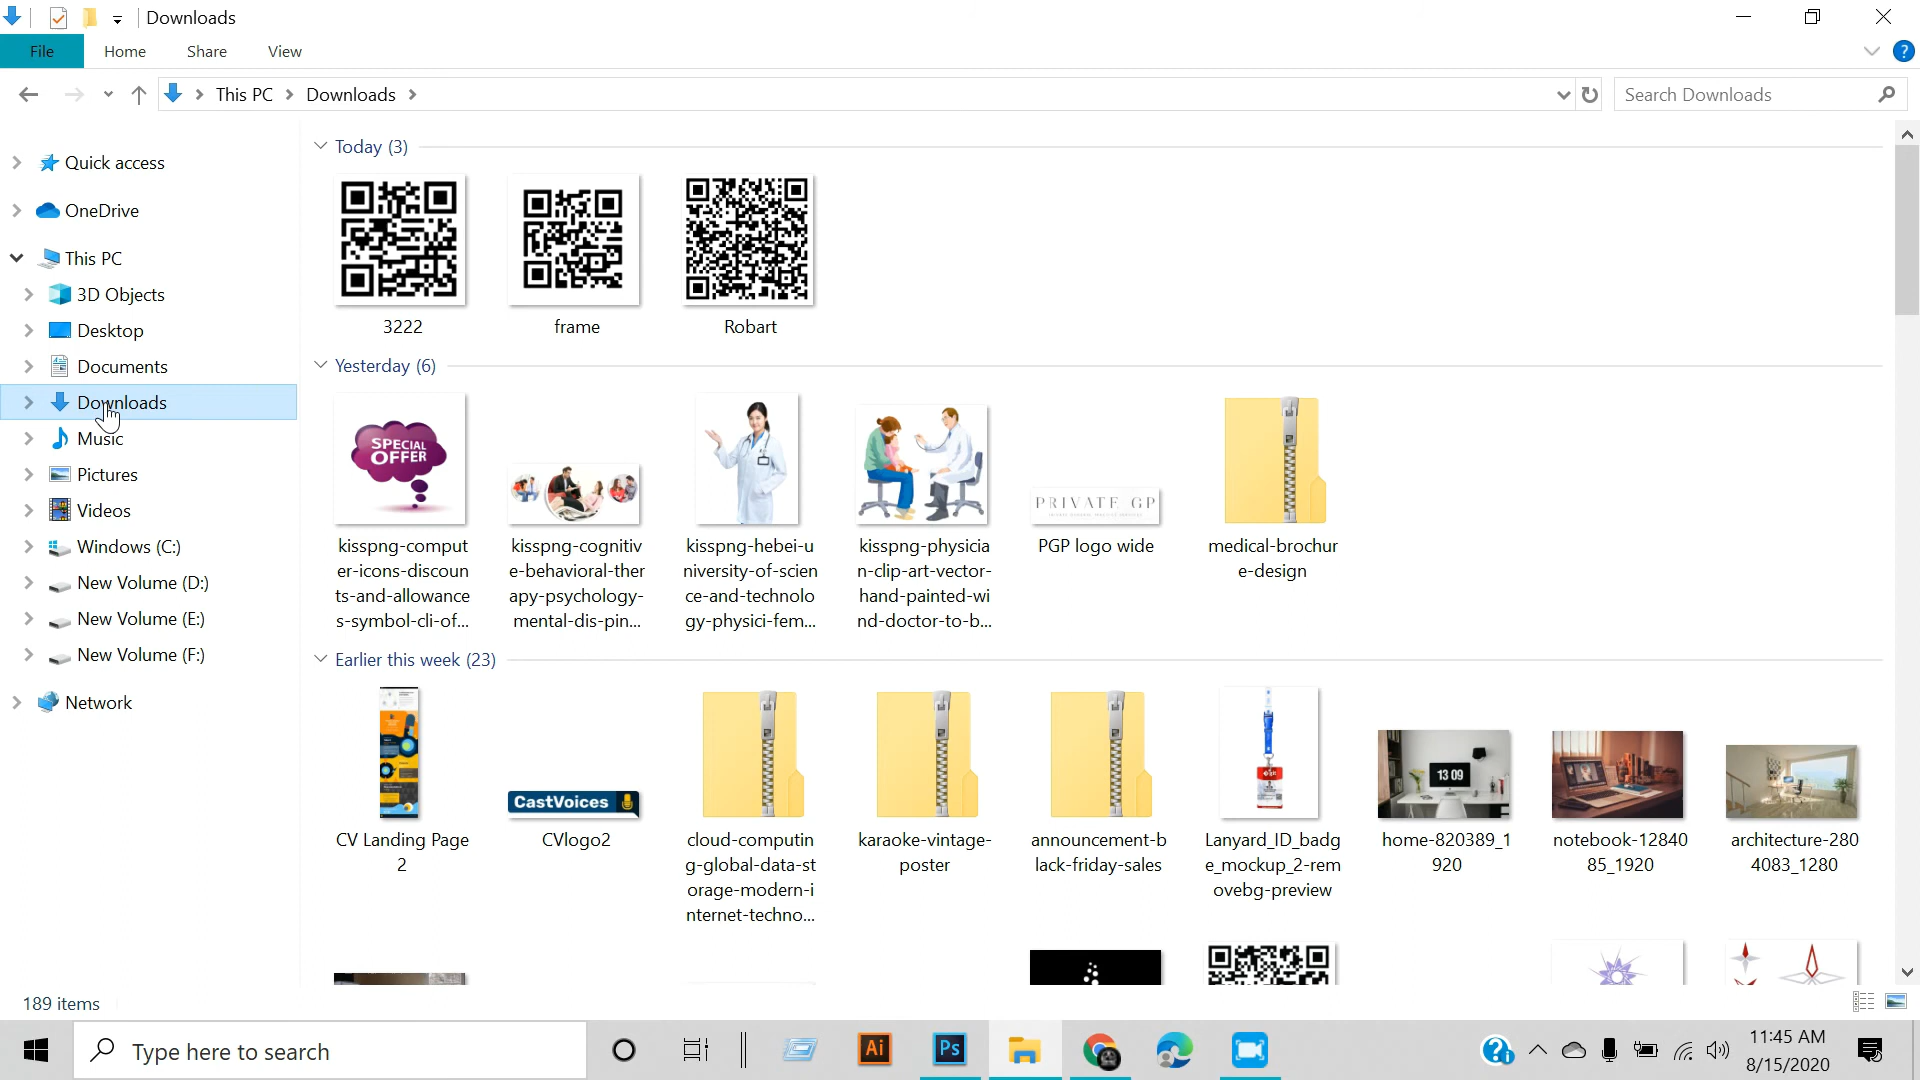 Downloads
File Home Share View
This PC Downloads
Search Downloads
Quick access
OneDrive
This PC
3D Objects
Desktop
Documents
Downloads
Music
Pictures
Videos
Windows (C:)
New Volume (D:)
New Volume (E:)
New Volume (F:)
Network
Today (3)
3222 frame Robart
Yesterday (6)
SPECIAL
OFFER
PRIVATE GP
kisspng-comput
er-icons-discoun
ts-and-allowance
s-symbol-cli-of...
kisspng-cognitiv
e-behavioral-ther
apy-psychology-
mental-dis-pin...
kisspng-hebei-u
niversity-of-scien
ce-and-technolo
gy-physici-fem...
kisspng-physicia
n-clip-art-vector-
hand-painted-wi
nd-doctor-to-b...
PGP logo wide
medical-brochur
e-design
Earlier this week (23)
CastVoices
13 09
CV Landing Page
2
CVlogo2
cloud-computin
g-global-data-st
orage-modern-i
nternet-techno...
karaoke-vintage-
poster
announcement-b
lack-friday-sales
Lanyard_ID_badg
e_mockup_2-rem
ovebg-preview
home-820389_1
920
notebook-12840
85_1920
architecture-280
4083_1280
189 items
Type here to search
Ai
Ps
11:45 AM
8/15/2020